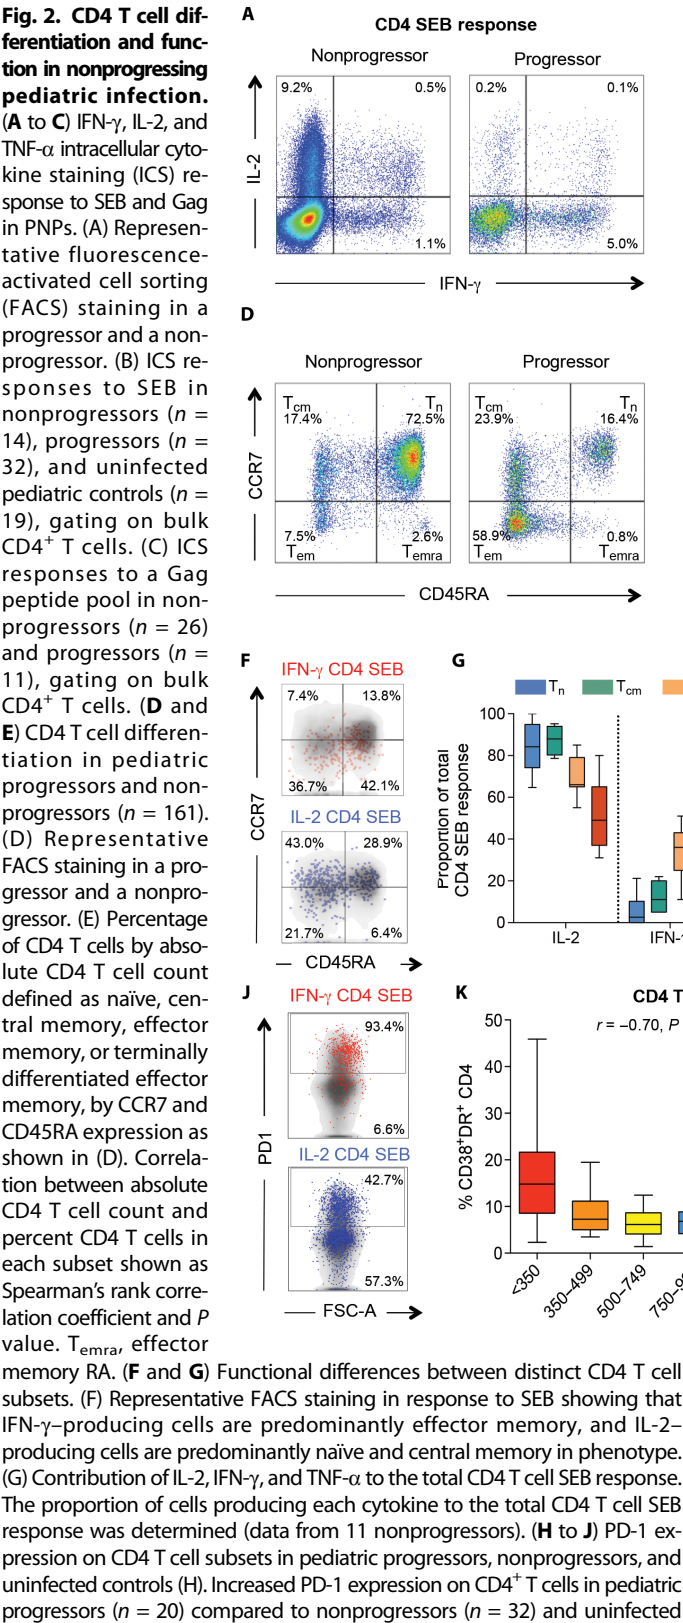 Fig. 2. CD4 T cell dif-
ferentiation and func-
tion in nonprogressing
pediatric infection.
(A to C) IFN-γ, IL-2, and
TNF-α intracellular cyto-
kine staining (ICS) re-
sponse to SEB and Gag
in PNPs. (A) Represen-
tative fluorescence-
activated cell sorting
(FACS) staining in a
progressor and a non-
progressor. (B) ICS re-
sponses to SEB in
nonprogressors (n =
14), progressors (n =
32), and uninfected
pediatric controls (n =
19), gating on bulk
CD4+ T cells. (C) ICS
responses to a Gag
peptide pool in non-
progressors (n = 26)
and progressors (n =
11), gating on bulk
CD4+ T cells. (D and
E) CD4 T cell differen-
tiation in pediatric
progressors and non-
progressors (n = 161).
(D) Representative
FACS staining in a pro-
gressor and a nonpro-
gressor. (E) Percentage
of CD4 T cells by abso-
lute CD4 T cell count
defined as naïve, cen-
tral memory, effector
memory, or terminally
differentiated effector
memory, by CCR7 and
CD45RA expression as
shown in (D). Correla-
tion between absolute
CD4 T cell count and
percent CD4 T cells in
each subset shown as
Spearman's rank corre-
lation coefficient and P
value. Temra, effector
memory RA. (F and G) Functional differences between distinct CD4 T cell
subsets. (F) Representative FACS staining in response to SEB showing that
IFN-γ–producing cells are predominantly effector memory, and IL-2–
producing cells are predominantly naïve and central memory in phenotype.
(G) Contribution of IL-2, IFN-γ, and TNF-α to the total CD4 T cell SEB response.
The proportion of cells producing each cytokine to the total CD4 T cell SEB
response was determined (data from 11 nonprogressors). (H to J) PD-1 ex-
pression on CD4 T cell subsets in pediatric progressors, nonprogressors, and
uninfected controls (H). Increased PD-1 expression on CD4+ T cells in pediatric
progressors (n = 20) compared to nonprogressors (n = 32) and uninfected
A
CD4 SEB response
Nonprogressor Progressor
9.2% 0.5% 0.2% 0.1%
IL-2
1.1% 5.0%
IFN-γ
D
Nonprogressor Progressor
Tcm Tn Tcm Tn
17.4% 72.5% 23.9% 16.4%
CCR7
7.5% 2.6% 58.9% 0.8%
Tem Temra Tem Temra
CD45RA
F
IFN-γ CD4 SEB
7.4% 13.8%
36.7% 42.1%
CCR7
IL-2 CD4 SEB
43.0% 28.9%
21.7% 6.4%
CD45RA
G
Tn Tcm
Proportion of total
CD4 SEB response
100
80
60
40
20
0
IL-2 IFN-
J
IFN-γ CD4 SEB
93.4%
6.6%
PD1
IL-2 CD4 SEB
42.7%
57.3%
FSC-A
K
CD4 T
r = –0.70, P
% CD38+DR+ CD4
50
40
30
20
10
0
<350
350–499
500–749
750–9